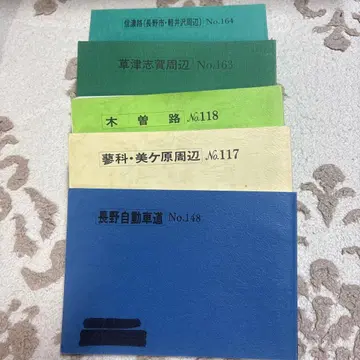 信濃路(長野市・軽井沢周辺)No.164
草津志賀周辺 No.163
木曽路 No.118
蓼科・美ケ原周辺 No.117
長野自動車道 No.148